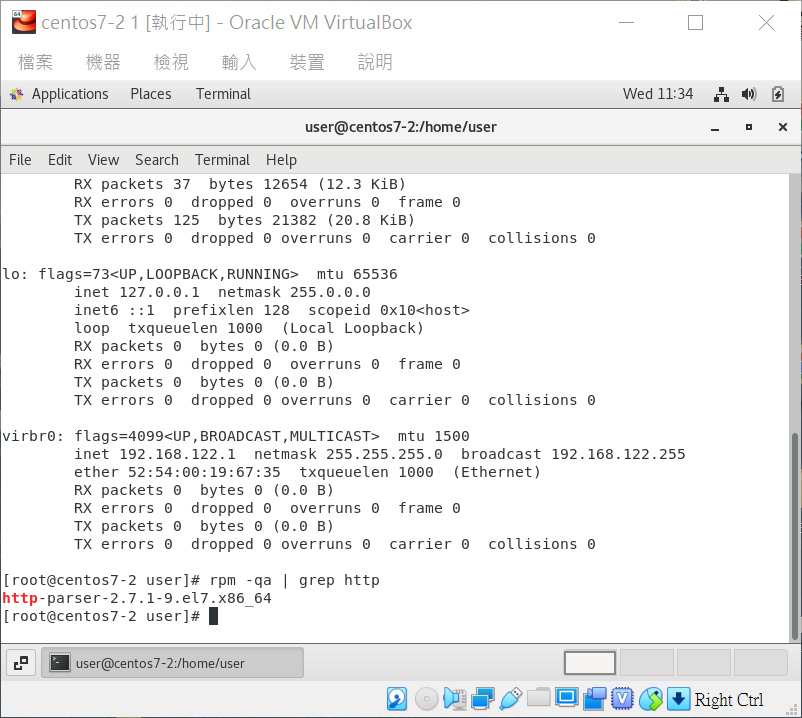 centos7-2 1 [執行中] - Oracle VM VirtualBox
檔案 機器 檢視 輸入 裝置 說明
Applications Places Terminal Wed 11:34
user@centos7-2:/home/user
File Edit View Search Terminal Help
RX packets 37  bytes 12654 (12.3 KiB)
RX errors 0  dropped 0  overruns 0  frame 0
TX packets 125  bytes 21382 (20.8 KiB)
TX errors 0  dropped 0 overruns 0  carrier 0  collisions 0
lo: flags=73<UP,LOOPBACK,RUNNING>  mtu 65536
inet 127.0.0.1  netmask 255.0.0.0
inet6 ::1  prefixlen 128  scopeid 0x10<host>
loop  txqueuelen 1000  (Local Loopback)
RX packets 0  bytes 0 (0.0 B)
RX errors 0  dropped 0  overruns 0  frame 0
TX packets 0  bytes 0 (0.0 B)
TX errors 0  dropped 0 overruns 0  carrier 0  collisions 0
virbr0: flags=4099<UP,BROADCAST,MULTICAST>  mtu 1500
inet 192.168.122.1  netmask 255.255.255.0  broadcast 192.168.122.255
ether 52:54:00:19:67:35  txqueuelen 1000  (Ethernet)
RX packets 0  bytes 0 (0.0 B)
RX errors 0  dropped 0  overruns 0  frame 0
TX packets 0  bytes 0 (0.0 B)
TX errors 0  dropped 0 overruns 0  carrier 0  collisions 0
[root@centos7-2 user]# rpm -qa | grep http
http-parser-2.7.1-9.el7.x86_64
[root@centos7-2 user]#
user@centos7-2:/home/user
Right Ctrl